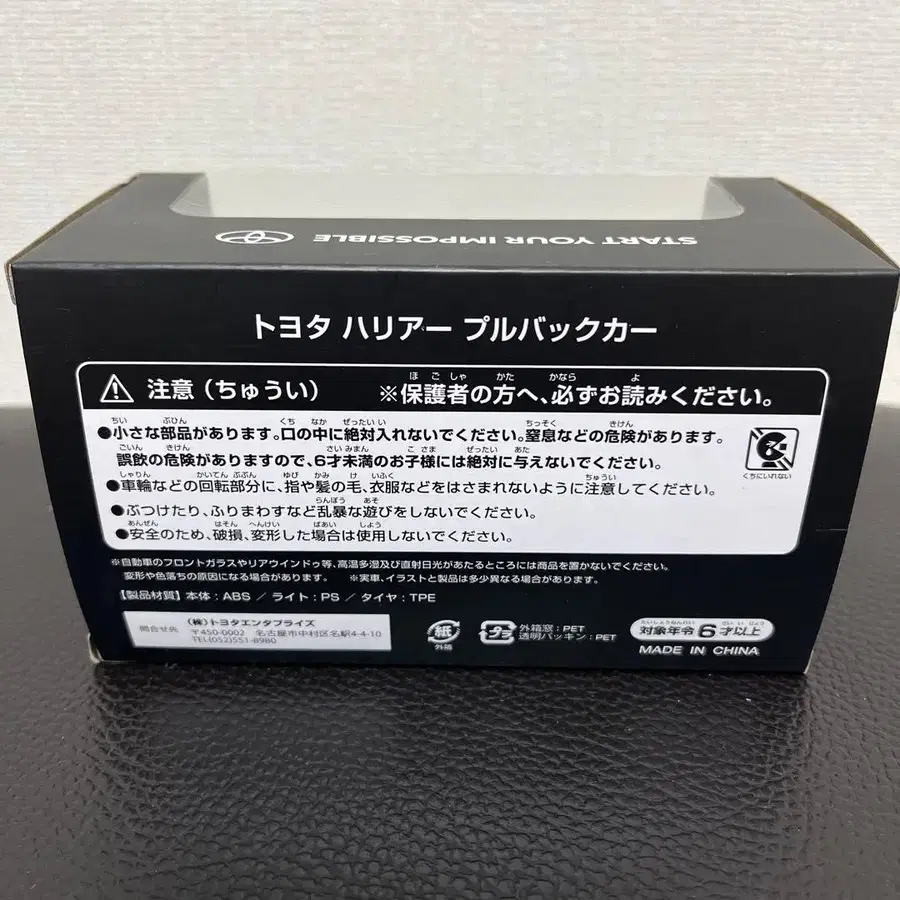 START YOUR IMPOSSIBLE
トヨタ ハリアー プルバックカー
注意（ちゅうい） ※保護者の方へ、必ずお読みください。
●小さな部品があります。口の中に絶対入れないでください。窒息などの危険があります。
誤飲の危険がありますので、6才未満のお子様には絶対に与えないでください。
●車輪などの回転部分に、指や髪の毛、衣服などをはさまれないように注意してください。
●ぶつけたり、ふりまわすなど乱暴な遊びをしないでください。
●安全のため、破損、変形した場合は使用しないでください。
くちにいれない
※自動車のフロントガラスやリアウインドゥ等、高温多湿及び直射日光があたるところには商品を置かないでください。
変形や色落ちの原因になる場合があります。 ※実車、イラストと製品は多少異なる場合があります。
【製品材質】本体：ABS ／ ライト：PS ／ タイヤ：TPE
問合せ先
（株）トヨタエンタプライズ
〒450-0002 名古屋市中村区名駅4-4-10
TEL(052)551-8980
紙
外箱
プラ
外箱窓：PET
透明パッキン：PET
対象年令6才以上
MADE IN CHINA